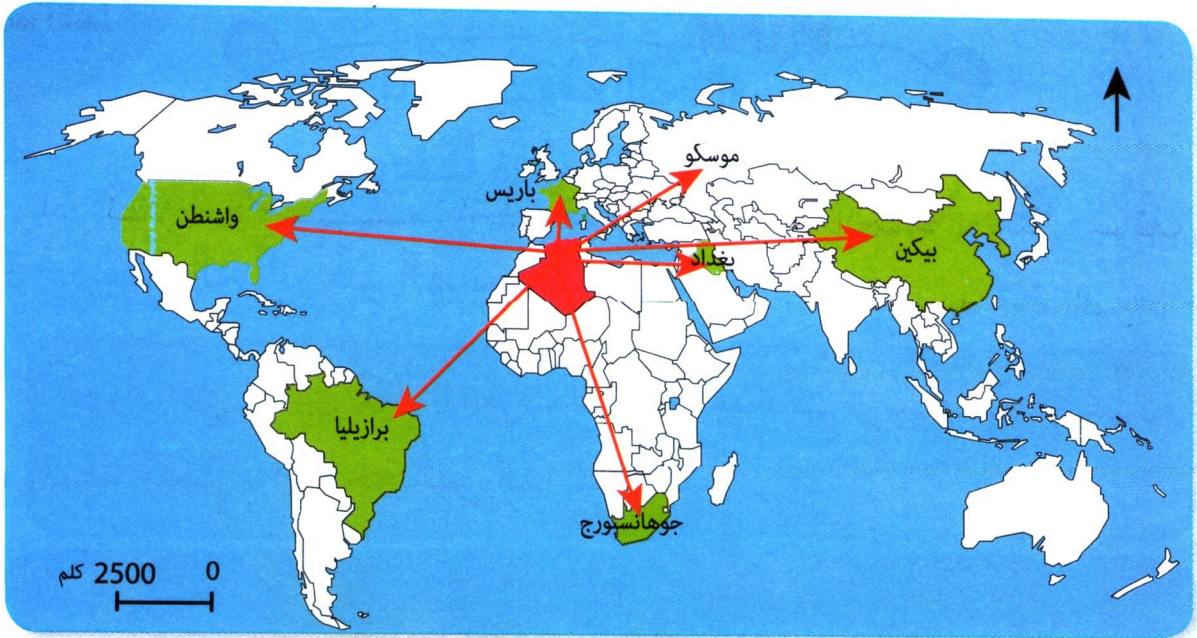 موسكو
باريس
واشنطن
بيكين
بغداد
برازيليا
جوهانسبورج
كلم 2500 0